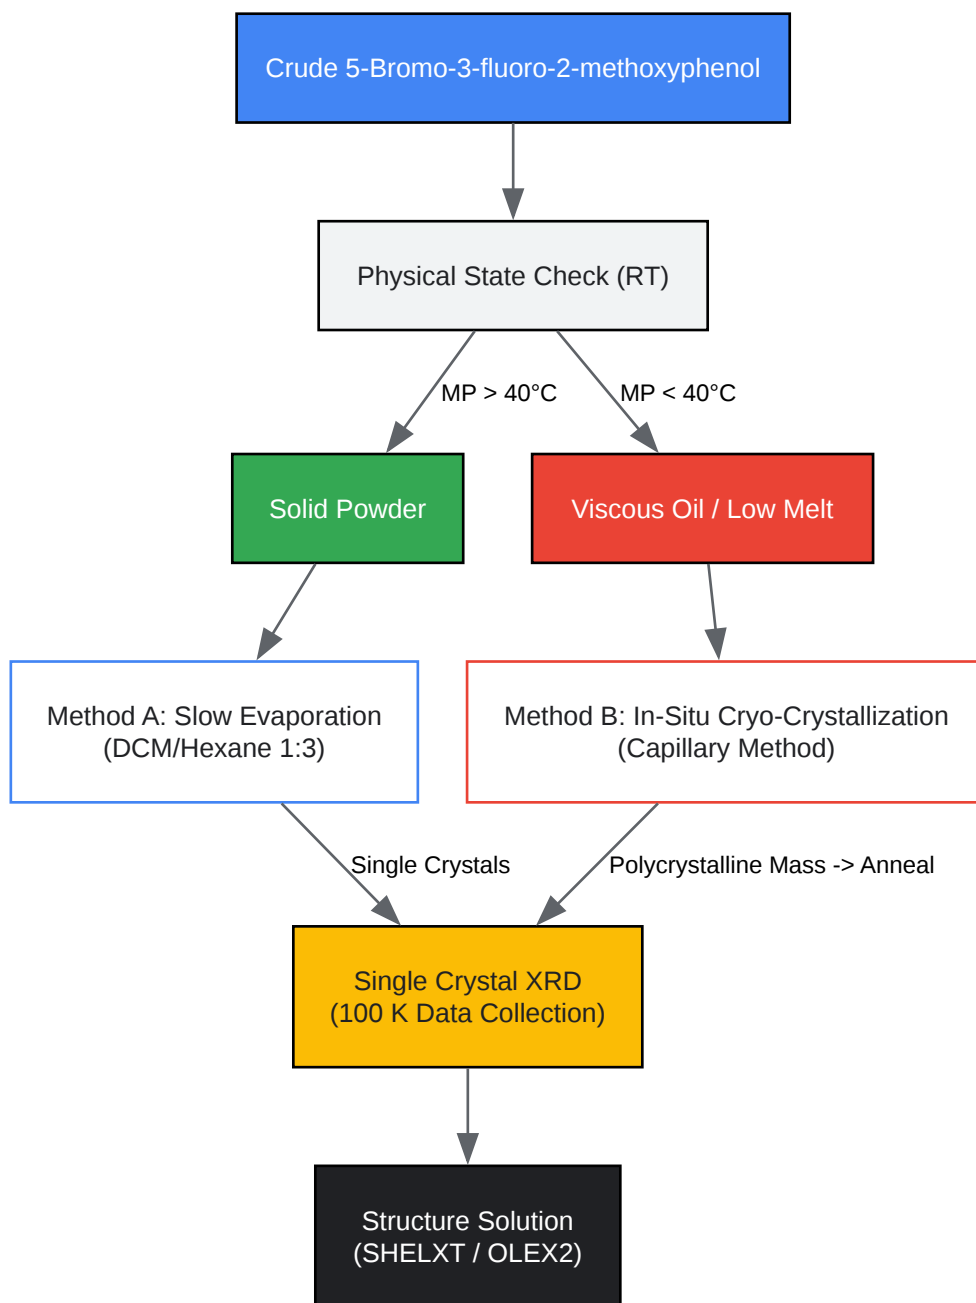 Crude 5-Bromo-3-fluoro-2-methoxyphenol
Physical State Check (RT)
MP > 40°C
MP < 40°C
Solid Powder
Viscous Oil / Low Melt
Method A: Slow Evaporation
(DCM/Hexane 1:3)
Method B: In-Situ Cryo-Crystallization
(Capillary Method)
Single Crystals
Polycrystalline Mass -> Anneal
Single Crystal XRD
(100 K Data Collection)
Structure Solution
(SHELXT / OLEX2)